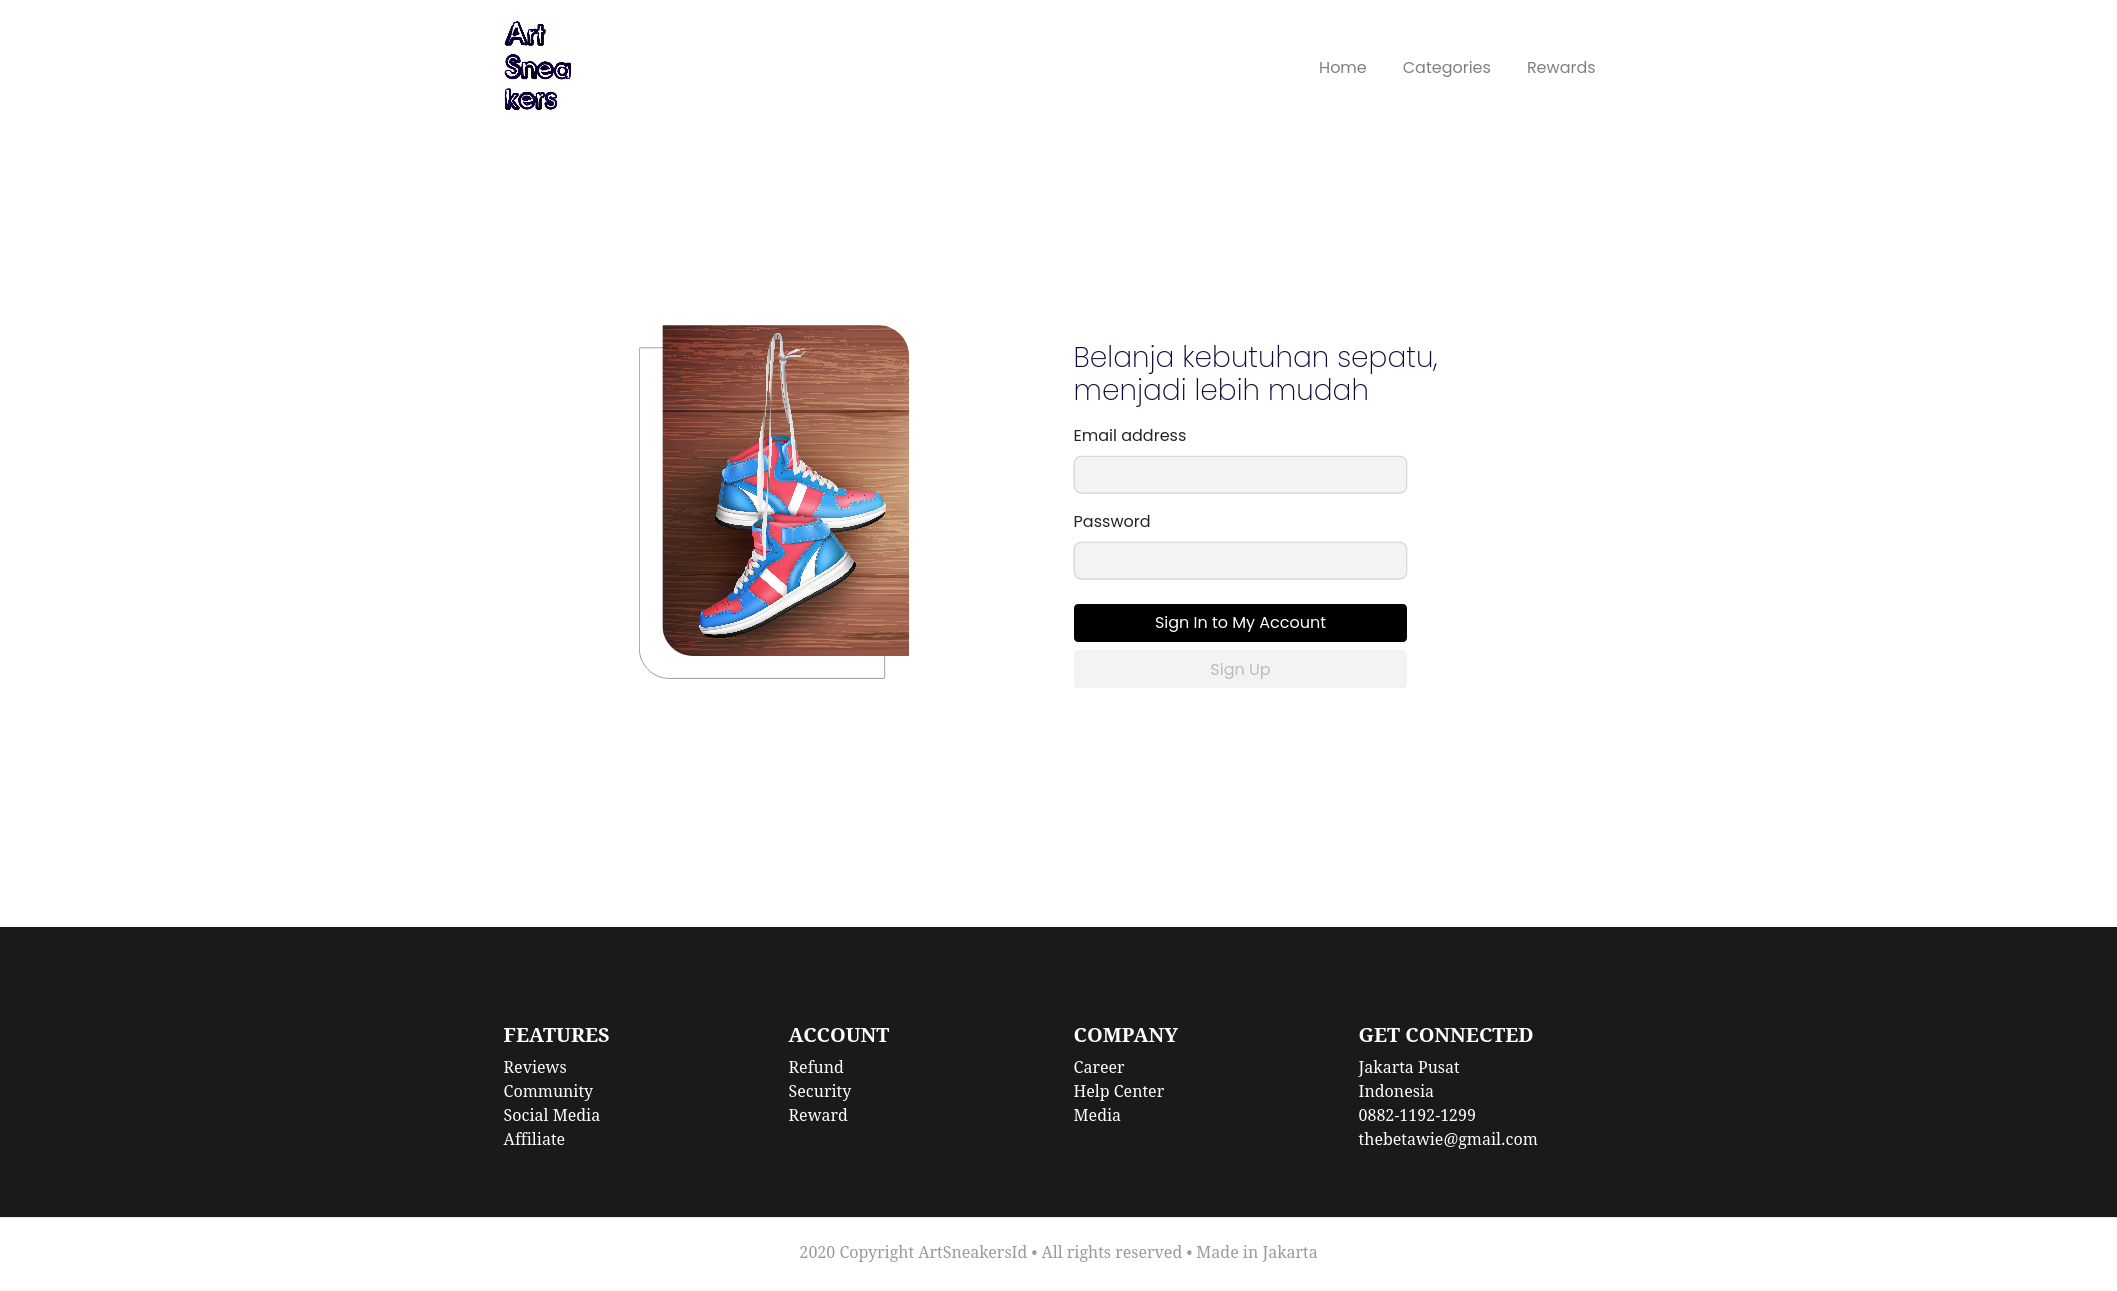 Art
Snea
kers
Home
Categories
Rewards
Belanja kebutuhan sepatu,
menjadi lebih mudah
Email address
Password
Sign In to My Account
Sign Up
FEATURES
Reviews
Community
Social Media
Affiliate
ACCOUNT
Refund
Security
Reward
COMPANY
Career
Help Center
Media
GET CONNECTED
Jakarta Pusat
Indonesia
0882-1192-1299
thebetawie@gmail.com
2020 Copyright ArtSneakersId • All rights reserved • Made in Jakarta